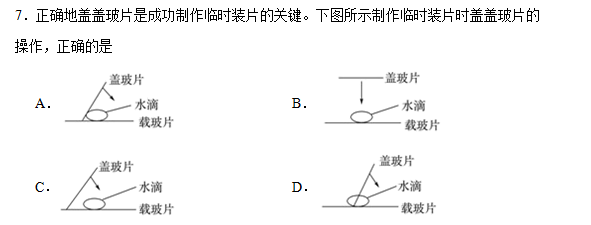 7．正确地盖盖玻片是成功制作临时装片的关键。下图所示制作临时装片时盖盖玻片的
操作，正确的是
A．
盖玻片
水滴
载玻片
B．
盖玻片
水滴
载玻片
C．
盖玻片
水滴
载玻片
D．
盖玻片
水滴
载玻片